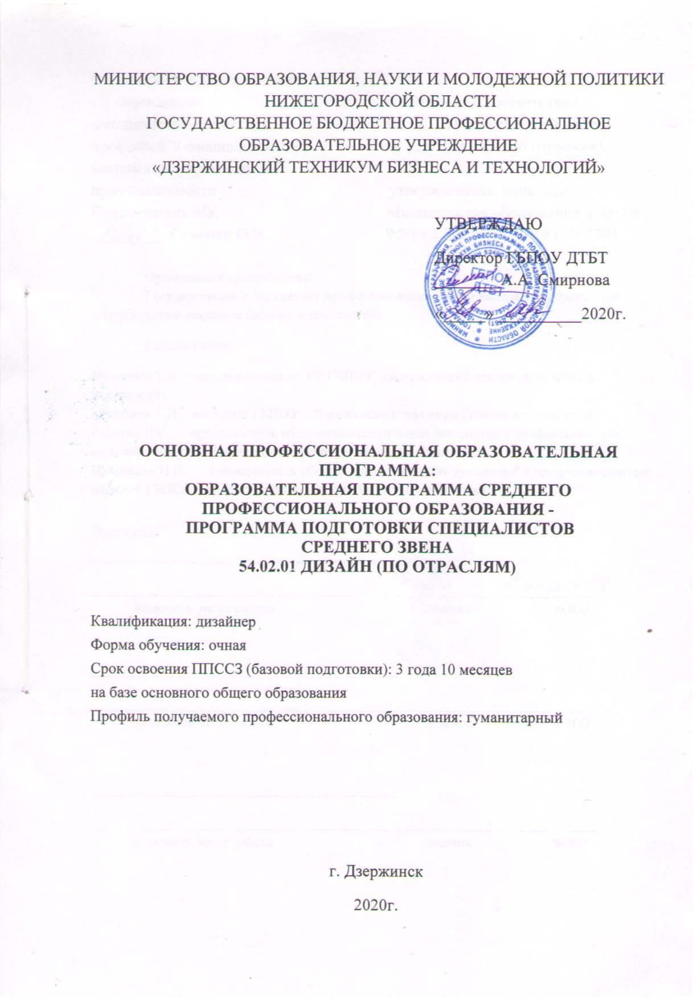 МИНИСТЕРСТВО ОБРАЗОВАНИЯ, НАУКИ И МОЛОДЕЖНОЙ ПОЛИТИКИ
НИЖЕГОРОДСКОЙ ОБЛАСТИ
ГОСУДАРСТВЕННОЕ БЮДЖЕТНОЕ ПРОФЕССИОНАЛЬНОЕ
ОБРАЗОВАТЕЛЬНОЕ УЧРЕЖДЕНИЕ
«ДЗЕРЖИНСКИЙ ТЕХНИКУМ БИЗНЕСА И ТЕХНОЛОГИЙ»
УТВЕРЖДАЮ
Директор ГБПОУ ДТБТ
А.А. Смирнова
« » 2020г.
ГБПОУ
ДТБТ
ОСНОВНАЯ ПРОФЕССИОНАЛЬНАЯ ОБРАЗОВАТЕЛЬНАЯ
ПРОГРАММА:
ОБРАЗОВАТЕЛЬНАЯ ПРОГРАММА СРЕДНЕГО
ПРОФЕССИОНАЛЬНОГО ОБРАЗОВАНИЯ -
ПРОГРАММА ПОДГОТОВКИ СПЕЦИАЛИСТОВ
СРЕДНЕГО ЗВЕНА
54.02.01 ДИЗАЙН (ПО ОТРАСЛЯМ)
Квалификация: дизайнер
Форма обучения: очная
Срок освоения ППССЗ (базовой подготовки): 3 года 10 месяцев
на базе основного общего образования
Профиль получаемого профессионального образования: гуманитарный
г. Дзержинск
2020г.